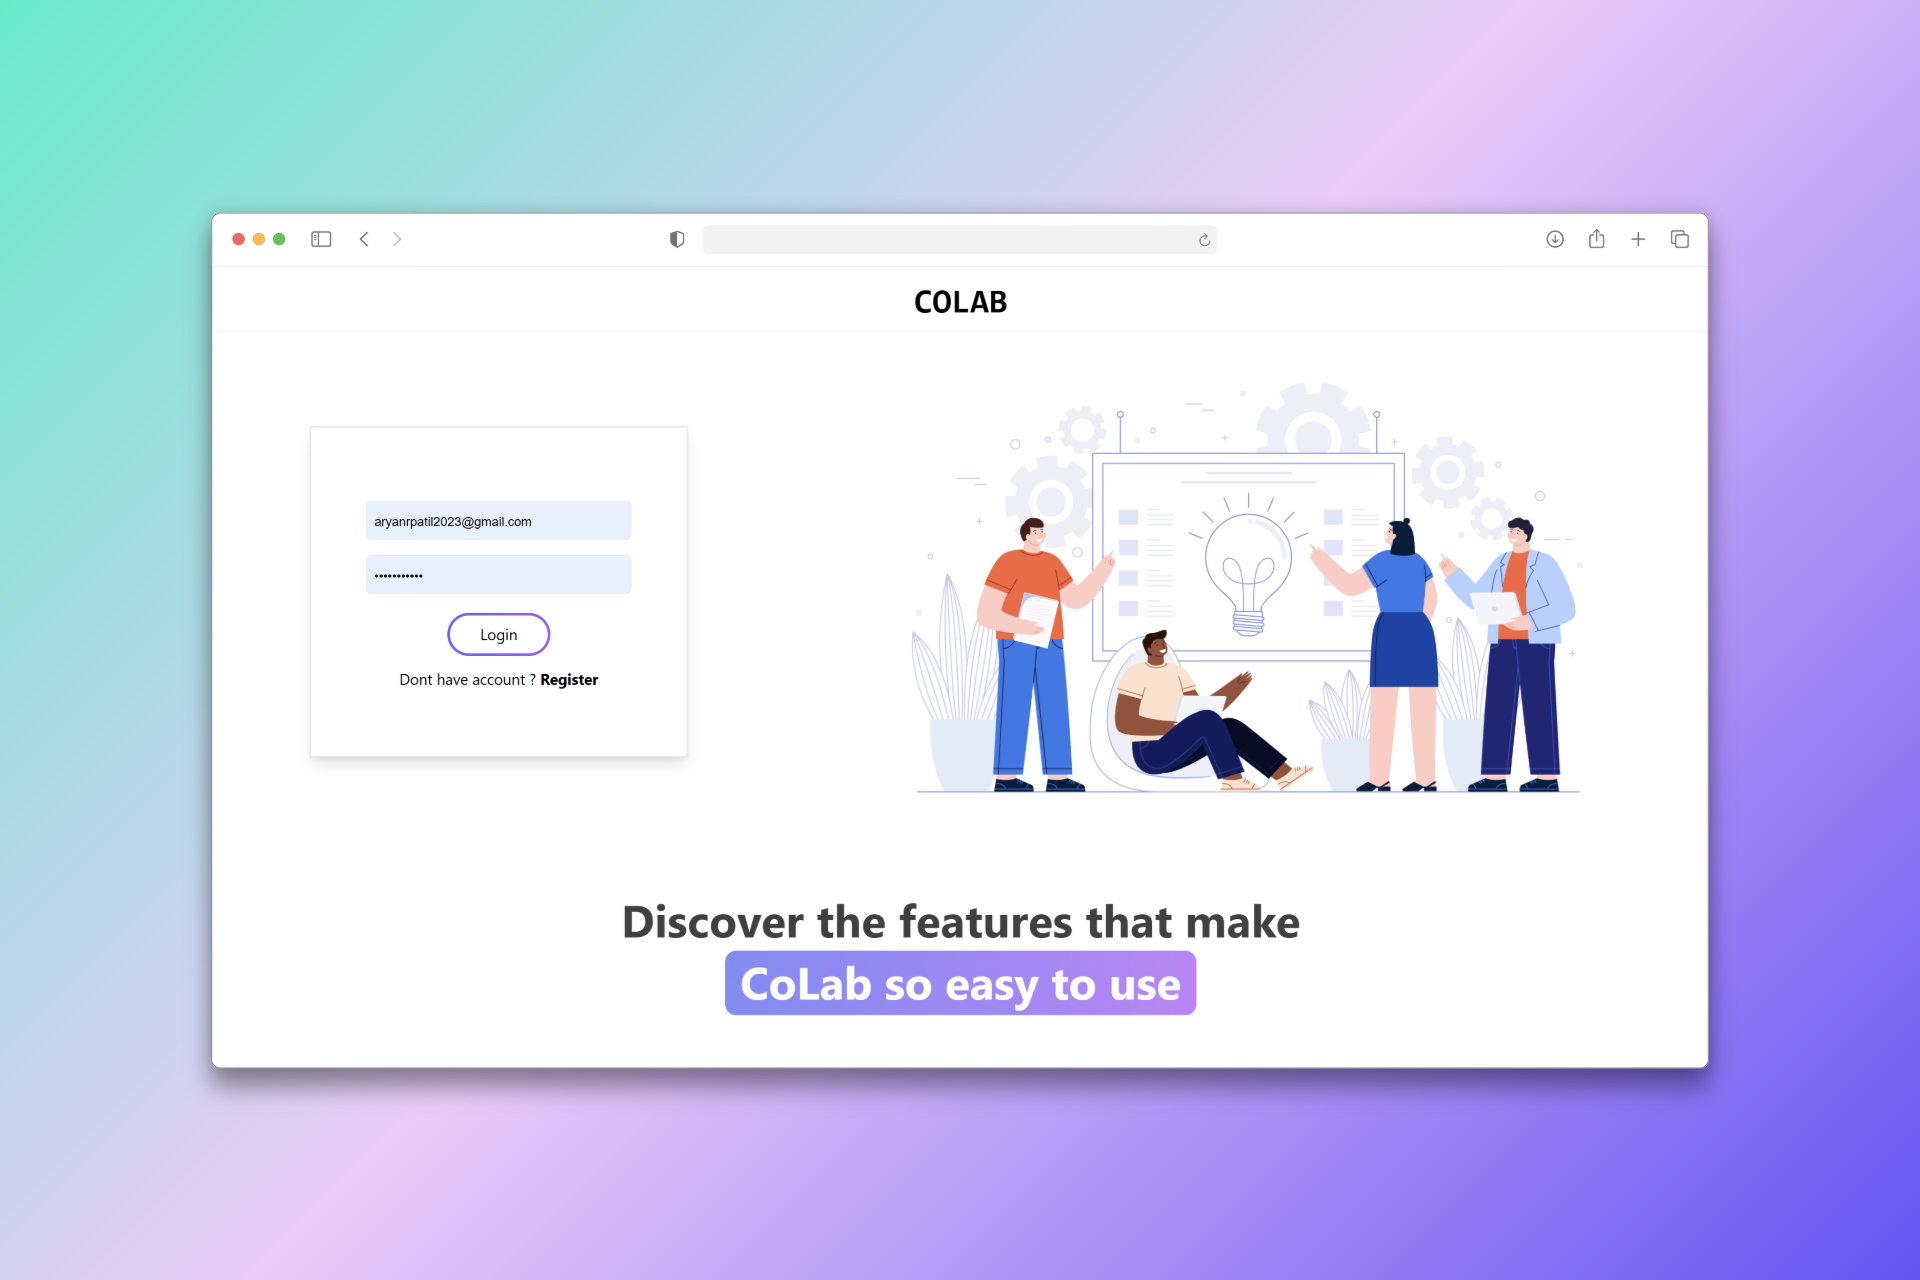 COLAB
aryanrpatil2023@gmail.com
•••••••••••
Login
Dont have account ? Register
Discover the features that make
CoLab so easy to use